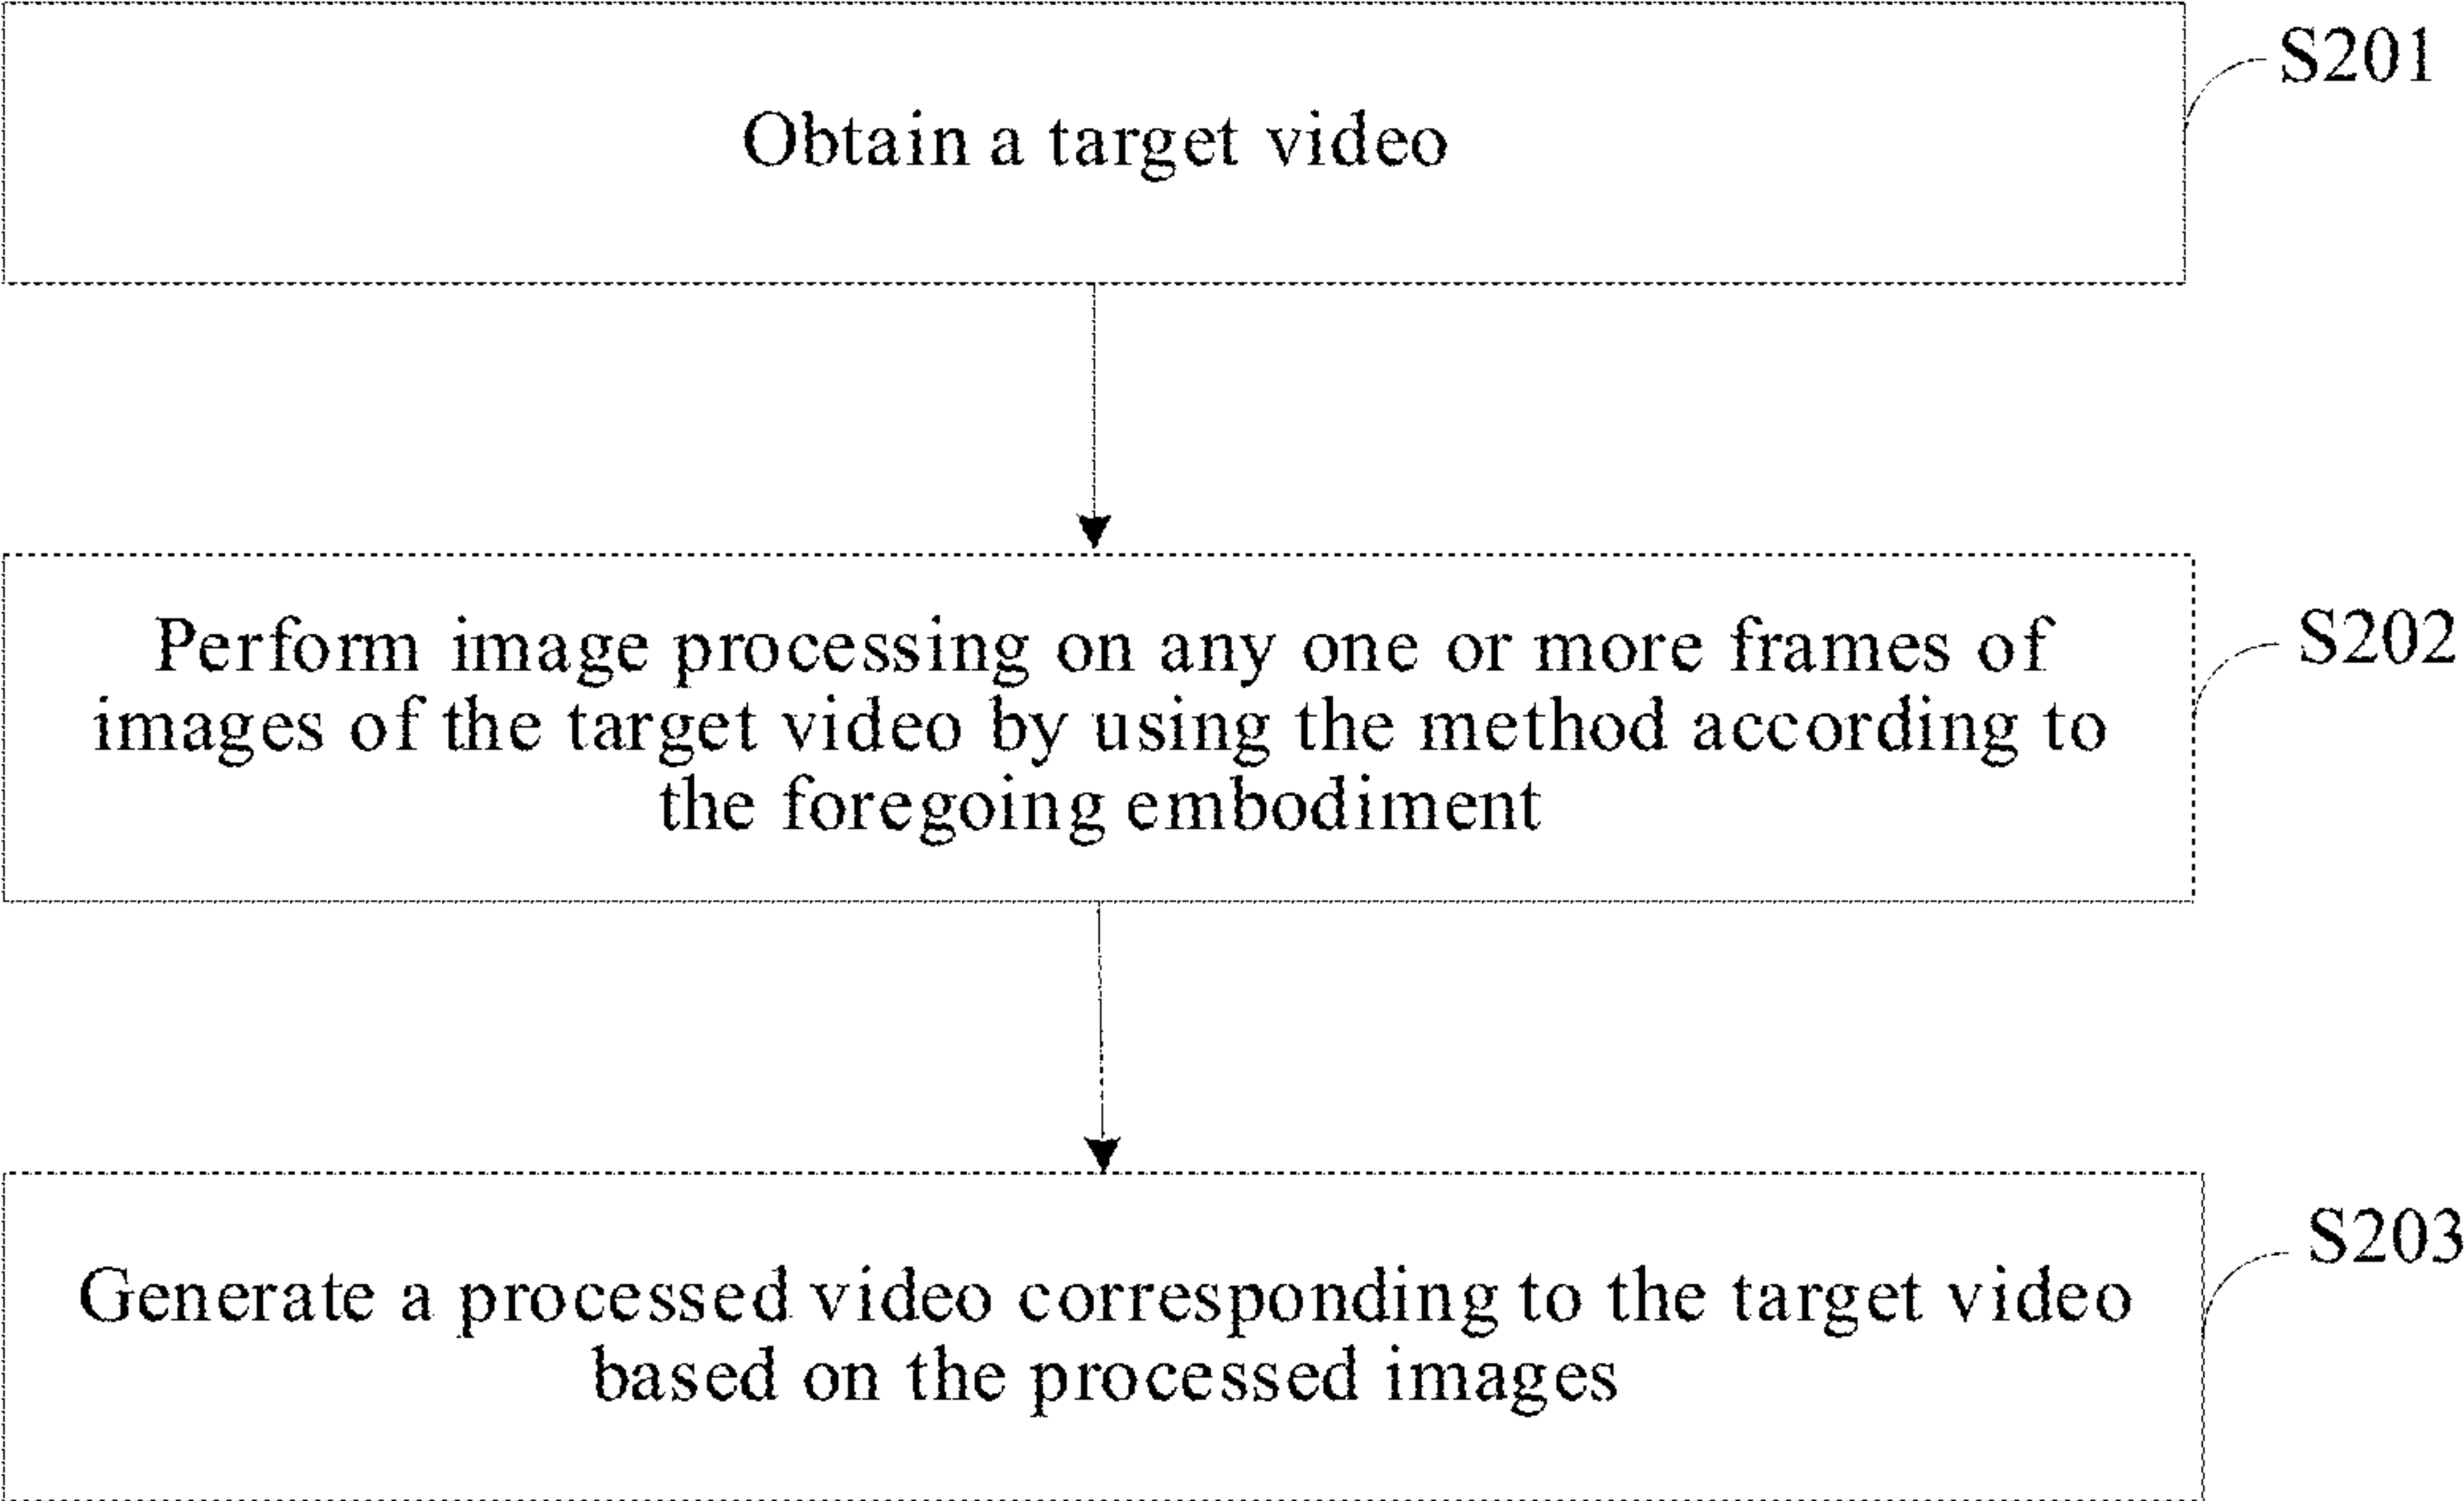 S201
Obtain a target video
S202
Perform image processing on any one or more frames of
images of the target video by using the method according to
the foregoing embodiment
S203
Generate a processed video corresponding to the target video
based on the processed images